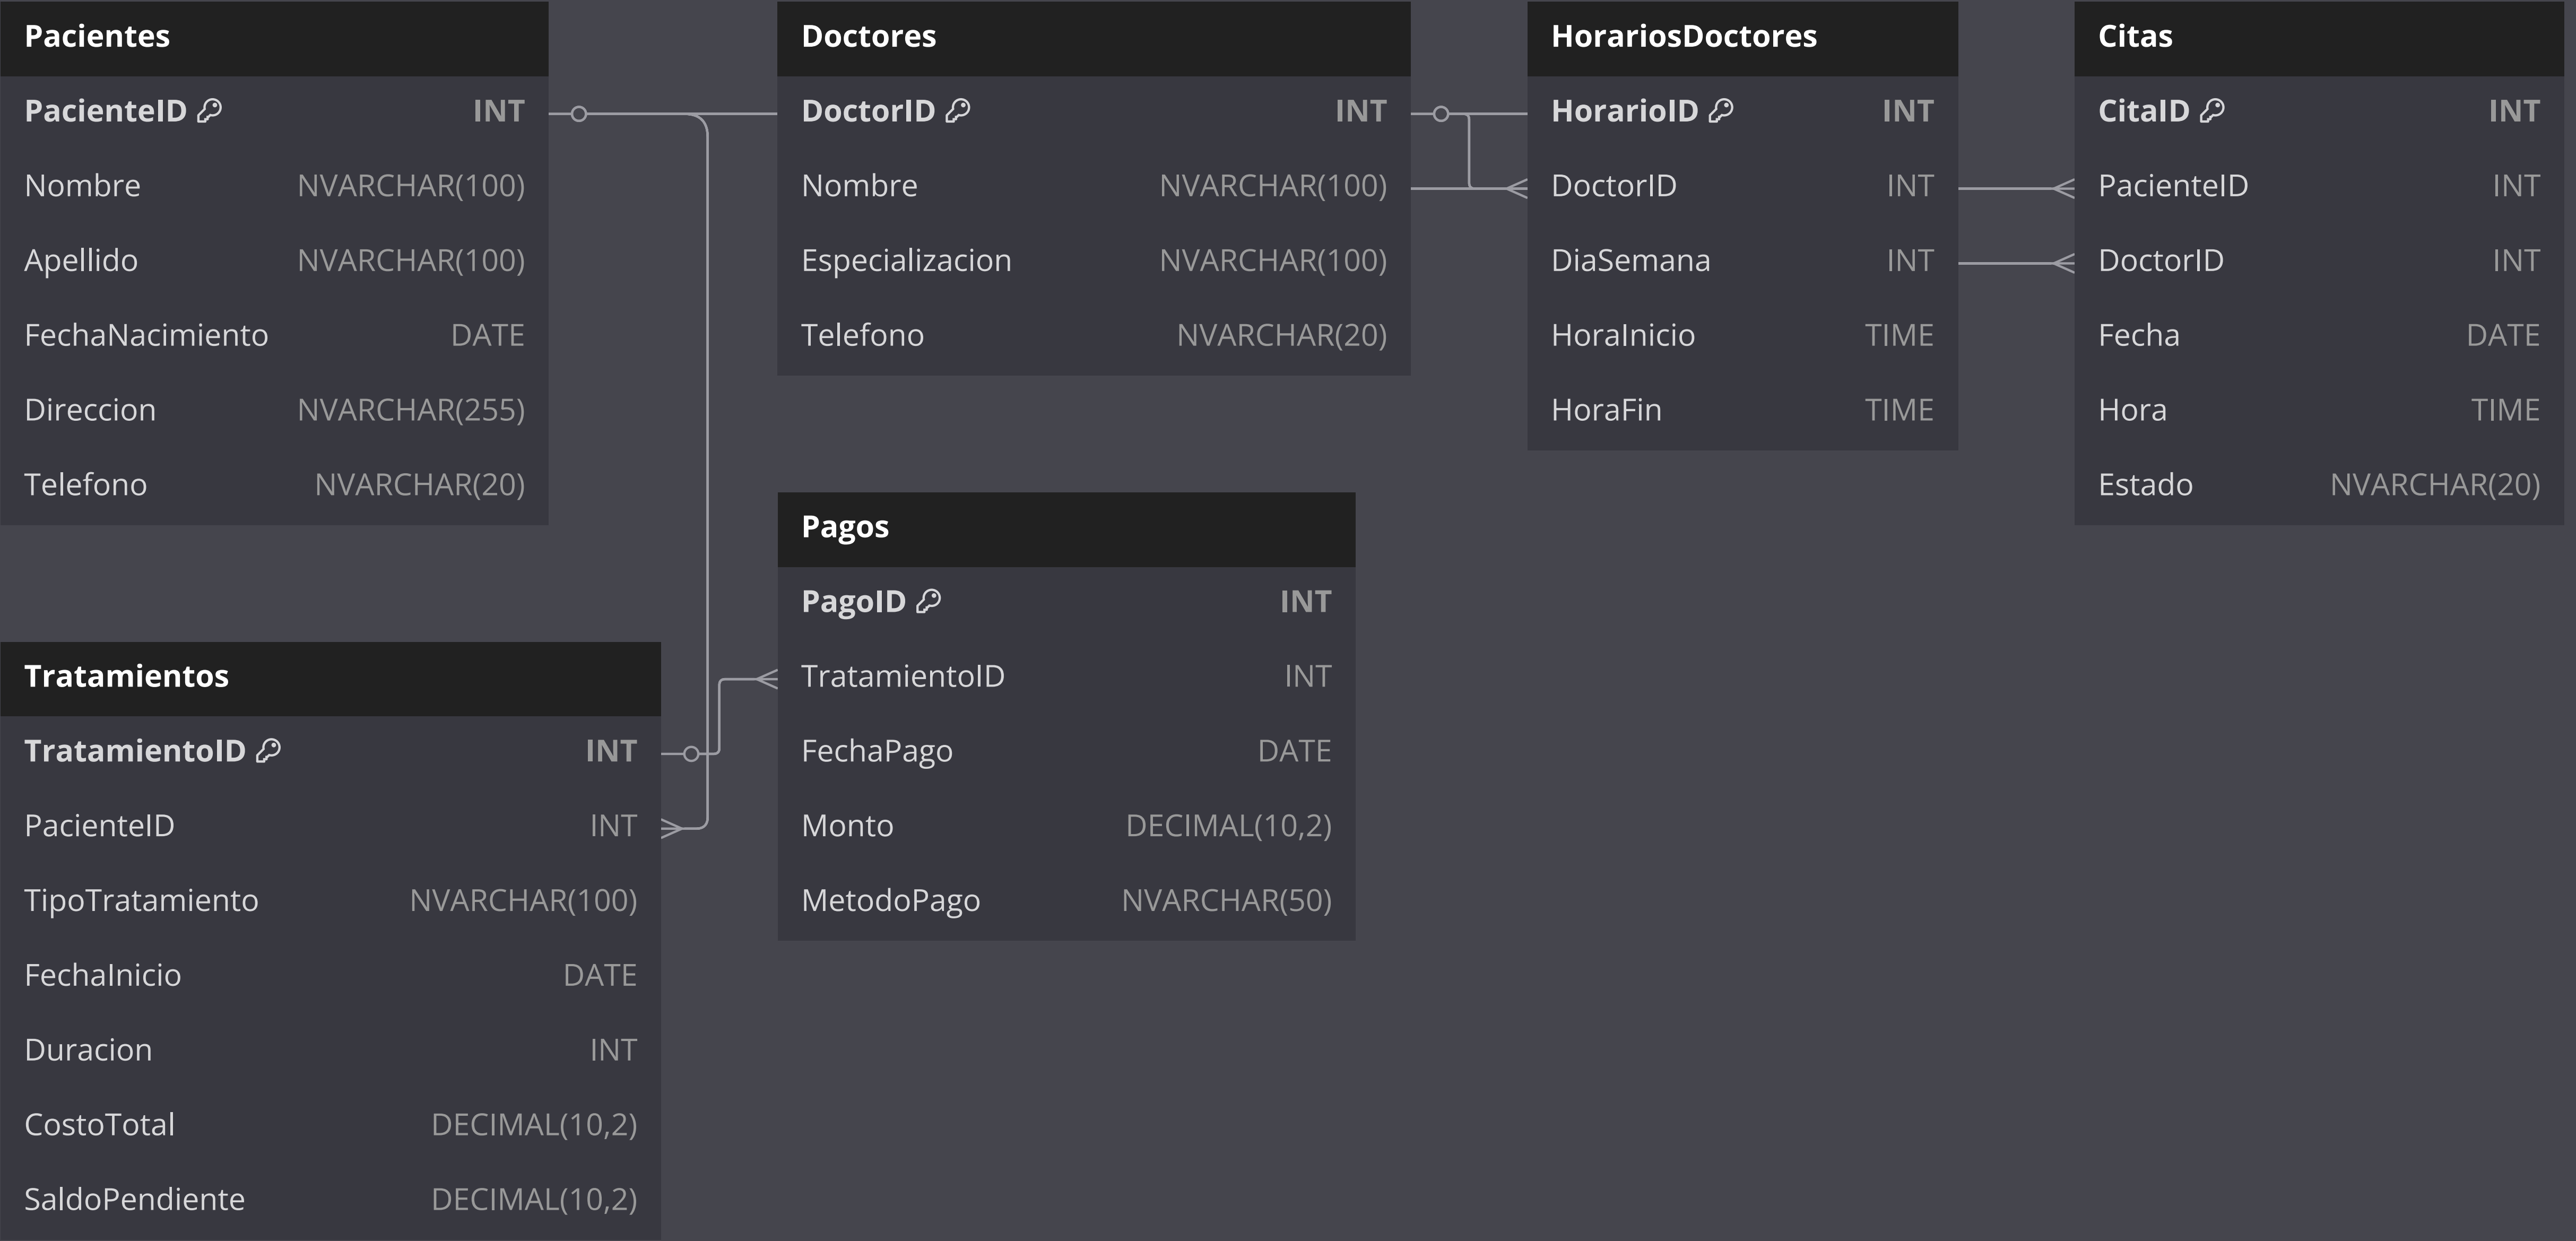 Pacientes
PacienteID INT
Nombre NVARCHAR(100)
Apellido NVARCHAR(100)
FechaNacimiento DATE
Direccion NVARCHAR(255)
Telefono NVARCHAR(20)
Doctores
DoctorID INT
Nombre NVARCHAR(100)
Especializacion NVARCHAR(100)
Telefono NVARCHAR(20)
HorariosDoctores
HorarioID INT
DoctorID INT
DiaSemana INT
HoraInicio TIME
HoraFin TIME
Citas
CitaID INT
PacienteID INT
DoctorID INT
Fecha DATE
Hora TIME
Estado NVARCHAR(20)
Pagos
PagoID INT
TratamientoID INT
FechaPago DATE
Monto DECIMAL(10,2)
MetodoPago NVARCHAR(50)
Tratamientos
TratamientoID INT
PacienteID INT
TipoTratamiento NVARCHAR(100)
FechaInicio DATE
Duracion INT
CostoTotal DECIMAL(10,2)
SaldoPendiente DECIMAL(10,2)